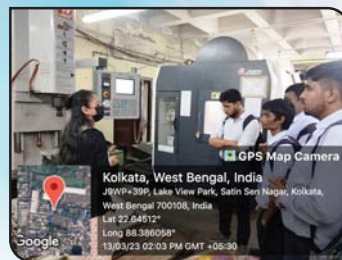 GPS Map Camera
Kolkata, West Bengal, India
J9WP+39P, Lake View Park, Satin Sen Nagar, Kolkata,
West Bengal 700108, India
Lat 22.64512°
Long 88.386058°
13/03/23 02:03 PM GMT +05:30
Google